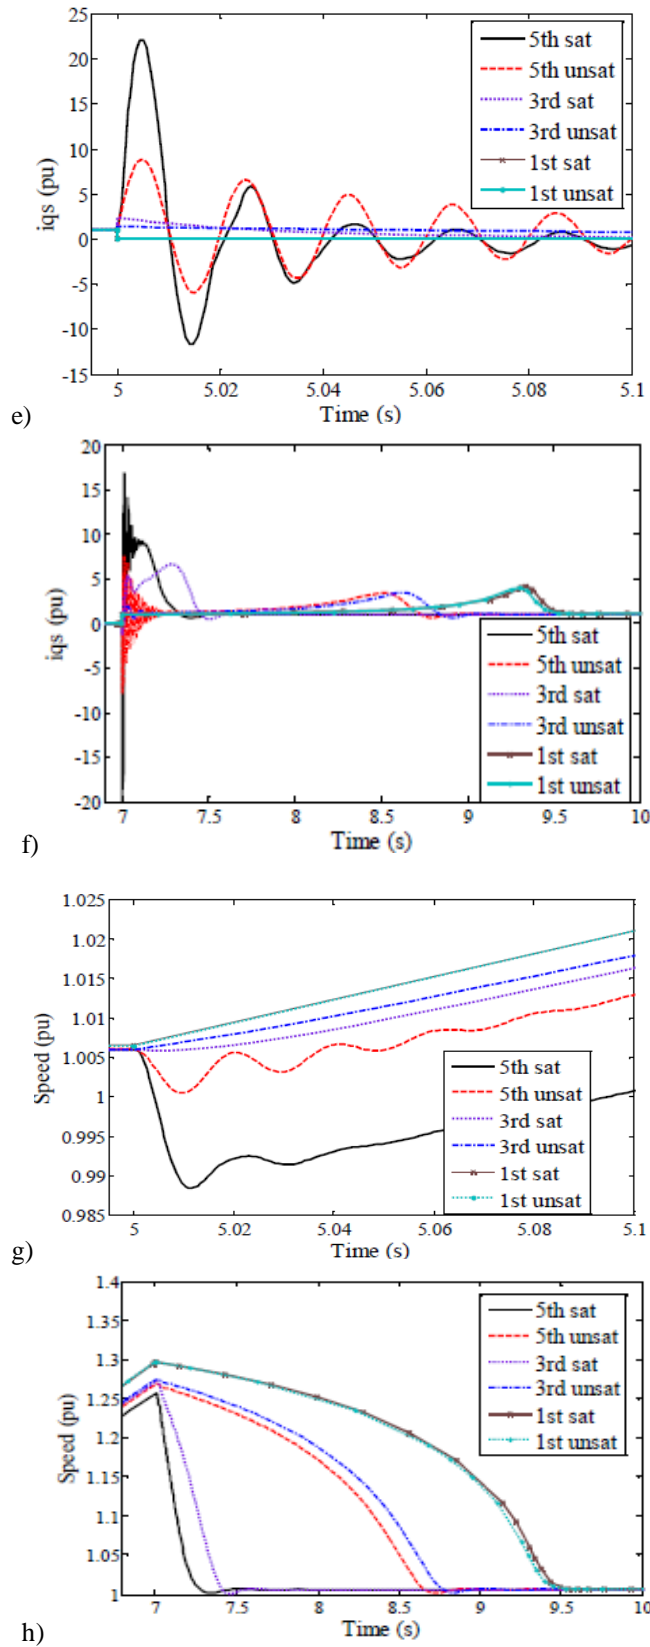 25
20
15
10
5
0
-5
-10
-15
iqs (pu)
5th sat
5th unsat
3rd sat
3rd unsat
1st sat
1st unsat
5 5.02 5.04 5.06 5.08 5.1
Time (s)
e)
20
15
10
5
0
-5
-10
-15
-20
iqs (pu)
5th sat
5th unsat
3rd sat
3rd unsat
1st sat
1st unsat
7 7.5 8 8.5 9 9.5 10
Time (s)
f)
1.025
1.02
1.015
1.01
1.005
1
0.995
0.99
0.985
Speed (pu)
5th sat
5th unsat
3rd sat
3rd unsat
1st sat
1st unsat
5 5.02 5.04 5.06 5.08 5.1
Time (s)
g)
1.4
1.35
1.3
1.25
1.2
1.15
1.1
1.05
1
Speed (pu)
5th sat
5th unsat
3rd sat
3rd unsat
1st sat
1st unsat
7 7.5 8 8.5 9 9.5 10
Time (s)
h)